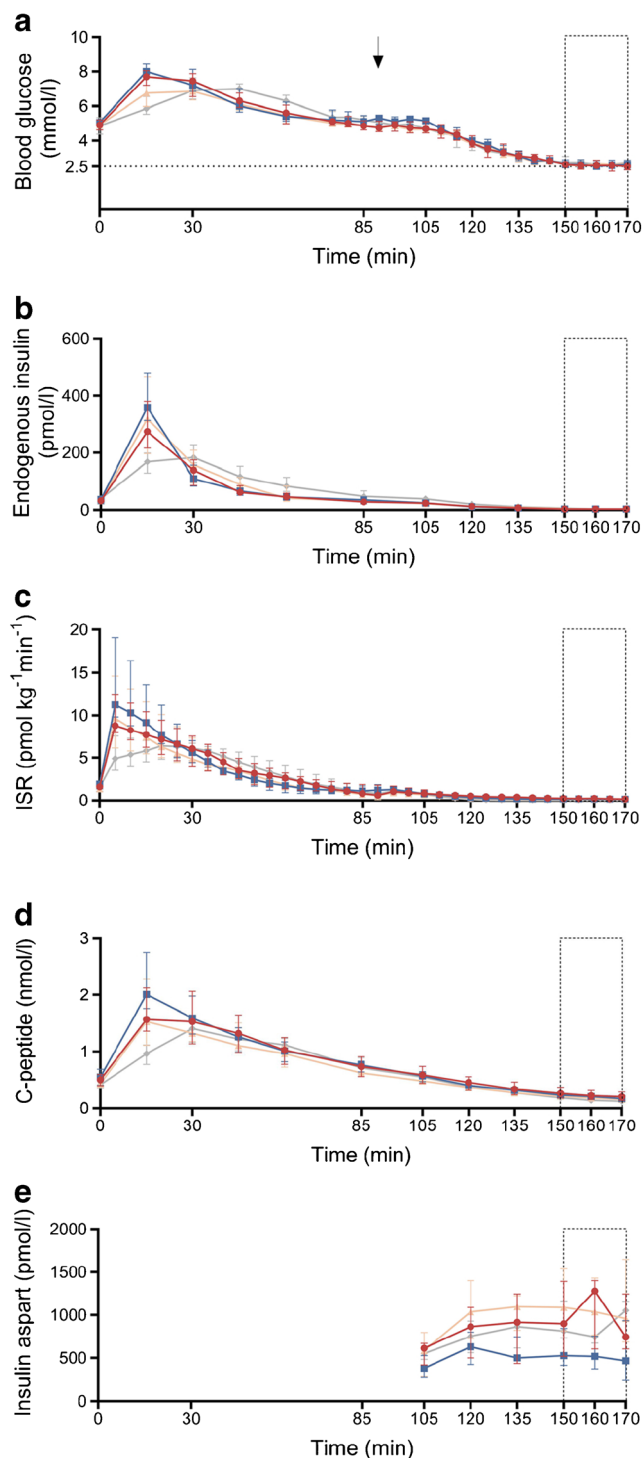 a
Blood glucose
(mmol/l)
10
8
6
4
2.5
0 30 85 105 120 135 150 160 170
Time (min)
b
Endogenous insulin
(pmol/l)
600
400
200
0
0 30 85 105 120 135 150 160 170
Time (min)
c
ISR (pmol kg⁻¹min⁻¹)
20
15
10
5
0
0 30 85 105 120 135 150 160 170
Time (min)
d
C-peptide (nmol/l)
3
2
1
0
0 30 85 105 120 135 150 160 170
Time (min)
e
Insulin aspart (pmol/l)
2000
1500
1000
500
0
0 30 85 105 120 135 150 160 170
Time (min)